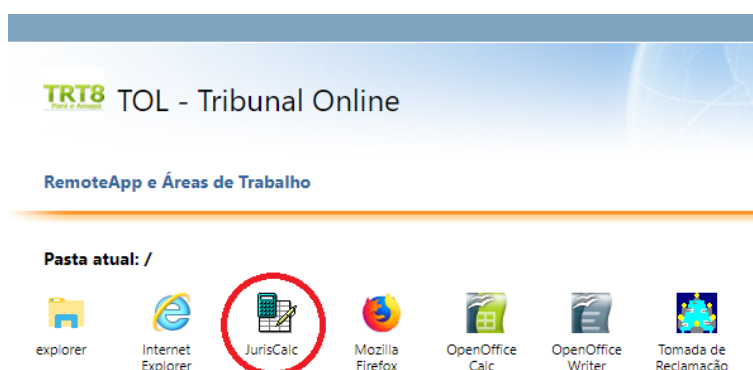 TRT8
Pará e Amapá
TOL - Tribunal Online
RemoteApp e Áreas de Trabalho
Pasta atual: /
explorer
Internet
Explorer
JurisCalc
Mozilla
Firefox
OpenOffice
Calc
OpenOffice
Writer
Tomada de
Reclamação